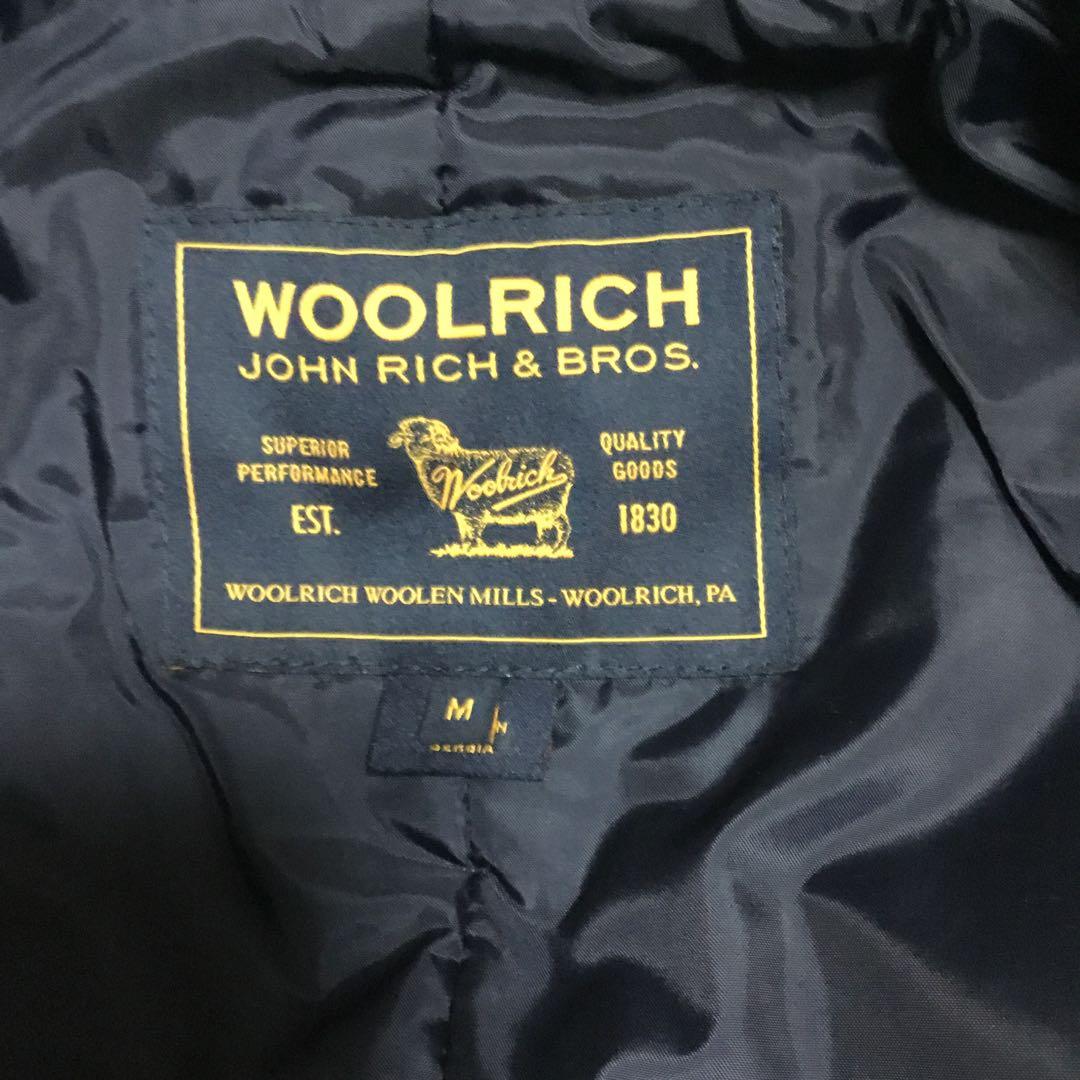 WOOLRICH
JOHN RICH & BROS.
SUPERIOR
PERFORMANCE
EST.
Woolrich
QUALITY
GOODS
1830
WOOLRICH WOOLEN MILLS - WOOLRICH, PA
M